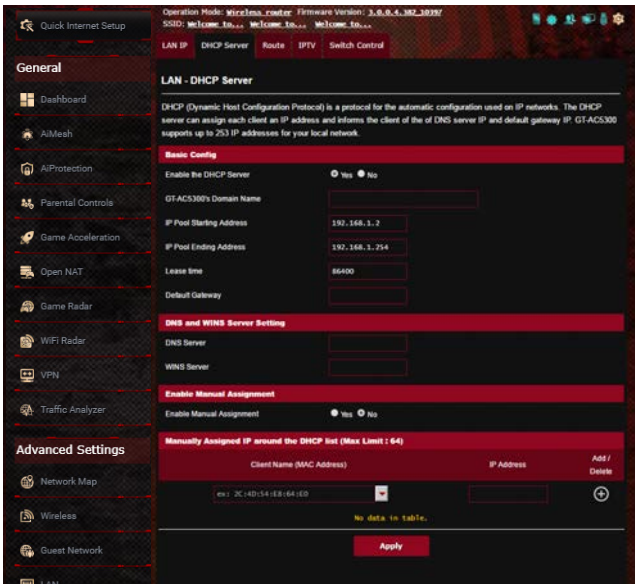 Quick Internet Setup
General
Dashboard
AiMesh
AiProtection
Parental Controls
Game Acceleration
Open NAT
Game Radar
WiFi Radar
VPN
Traffic Analyzer
Advanced Settings
Network Map
Wireless
Guest Network
LAN
Operation Mode: Wireless router Firmware Version: 3.0.0.4.382_10397
SSID: Welcome to... Welcome to... Welcome to...
LAN IP DHCP Server Route IPTV Switch Control
LAN - DHCP Server
DHCP (Dynamic Host Configuration Protocol) is a protocol for the automatic configuration used on IP networks. The DHCP
server can assign each client an IP address and informs the client of the of DNS server IP and default gateway IP. GT-AC5300
supports up to 253 IP addresses for your local network.
Basic Config
Enable the DHCP Server Yes No
GT-AC5300's Domain Name
IP Pool Starting Address 192.168.1.2
IP Pool Ending Address 192.168.1.254
Lease time 86400
Default Gateway
DNS and WINS Server Setting
DNS Server
WINS Server
Enable Manual Assignment
Enable Manual Assignment Yes No
Manually Assigned IP around the DHCP list (Max Limit : 64)
Client Name (MAC Address) IP Address Add / Delete
ex: 2C:4D:54:E8:64:E0
No data in table.
Apply